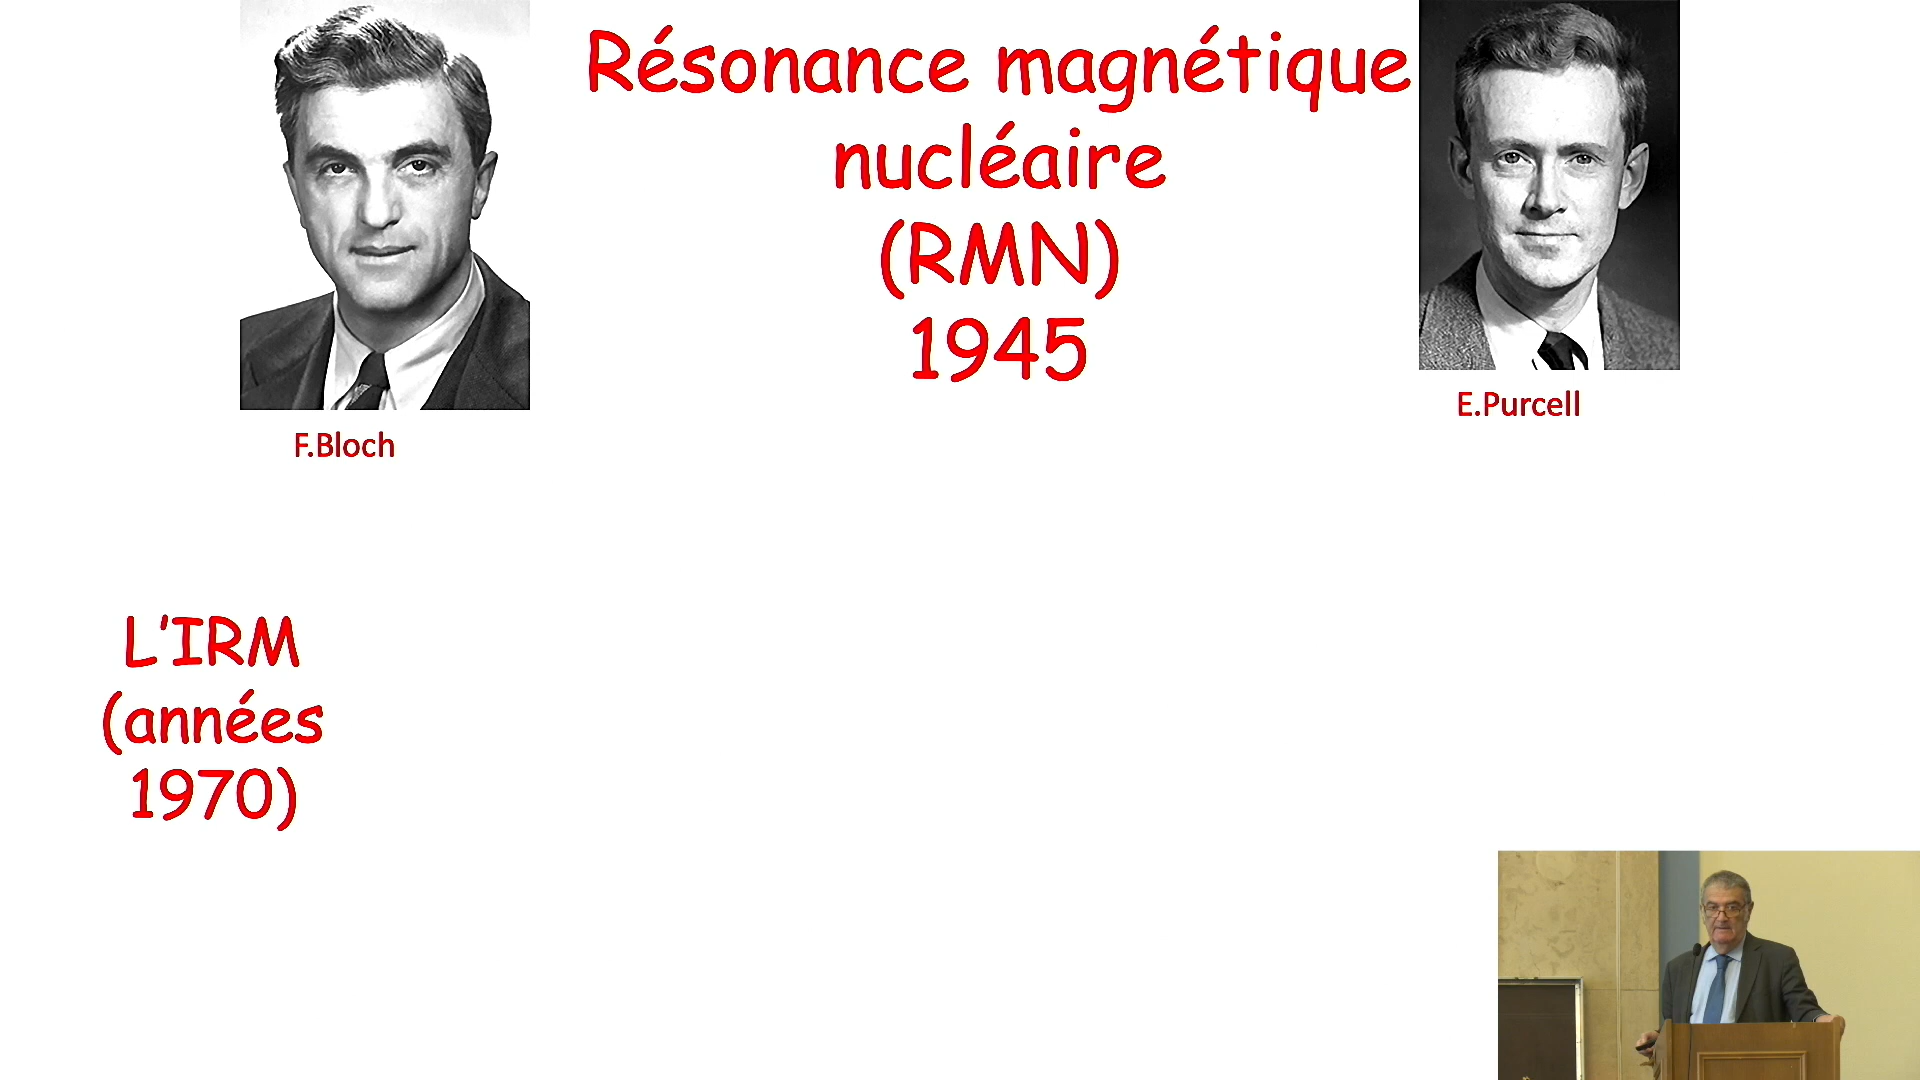 Résonance magnétique
nucléaire
(RMN)
1945
F.Bloch
E.Purcell
L'IRM
(années
1970)